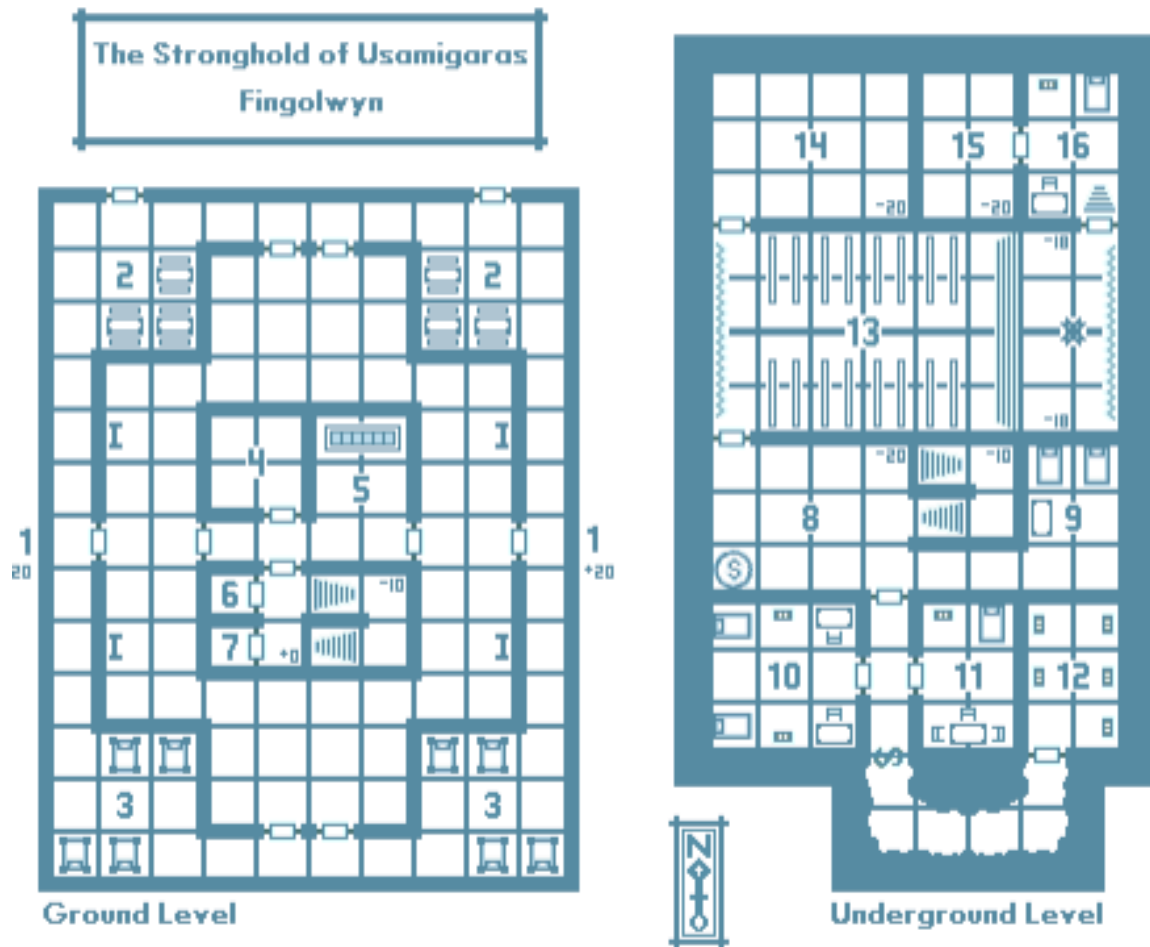 The Stronghold of Usamigaras
Fingolwyn
2 2
I I
4
5
1 1
20 +20
6 -10
7 +0
I I
3 3
Ground Level
14 15 16
-20 -20
-10
13
-10
-20 -10
8 9
S
10 11 12
S
N
Underground Level